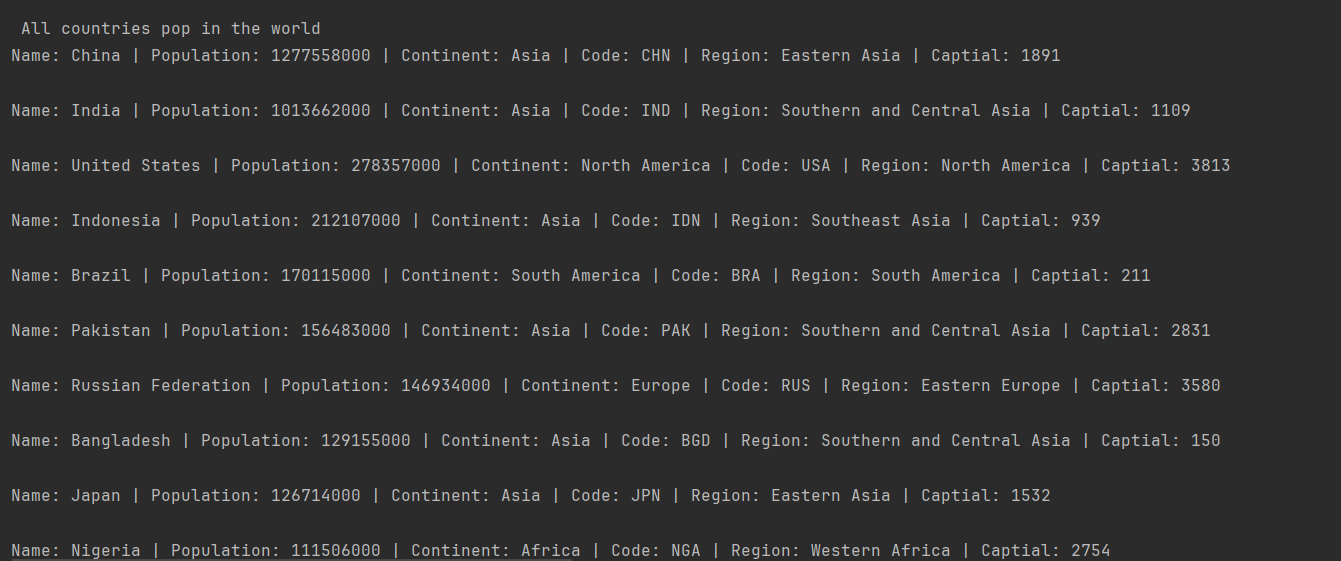 All countries pop in the world
Name: China | Population: 1277558000 | Continent: Asia | Code: CHN | Region: Eastern Asia | Captial: 1891
Name: India | Population: 1013662000 | Continent: Asia | Code: IND | Region: Southern and Central Asia | Captial: 1109
Name: United States | Population: 278357000 | Continent: North America | Code: USA | Region: North America | Captial: 3813
Name: Indonesia | Population: 212107000 | Continent: Asia | Code: IDN | Region: Southeast Asia | Captial: 939
Name: Brazil | Population: 170115000 | Continent: South America | Code: BRA | Region: South America | Captial: 211
Name: Pakistan | Population: 156483000 | Continent: Asia | Code: PAK | Region: Southern and Central Asia | Captial: 2831
Name: Russian Federation | Population: 146934000 | Continent: Europe | Code: RUS | Region: Eastern Europe | Captial: 3580
Name: Bangladesh | Population: 129155000 | Continent: Asia | Code: BGD | Region: Southern and Central Asia | Captial: 150
Name: Japan | Population: 126714000 | Continent: Asia | Code: JPN | Region: Eastern Asia | Captial: 1532
Name: Nigeria | Population: 111506000 | Continent: Africa | Code: NGA | Region: Western Africa | Captial: 2754